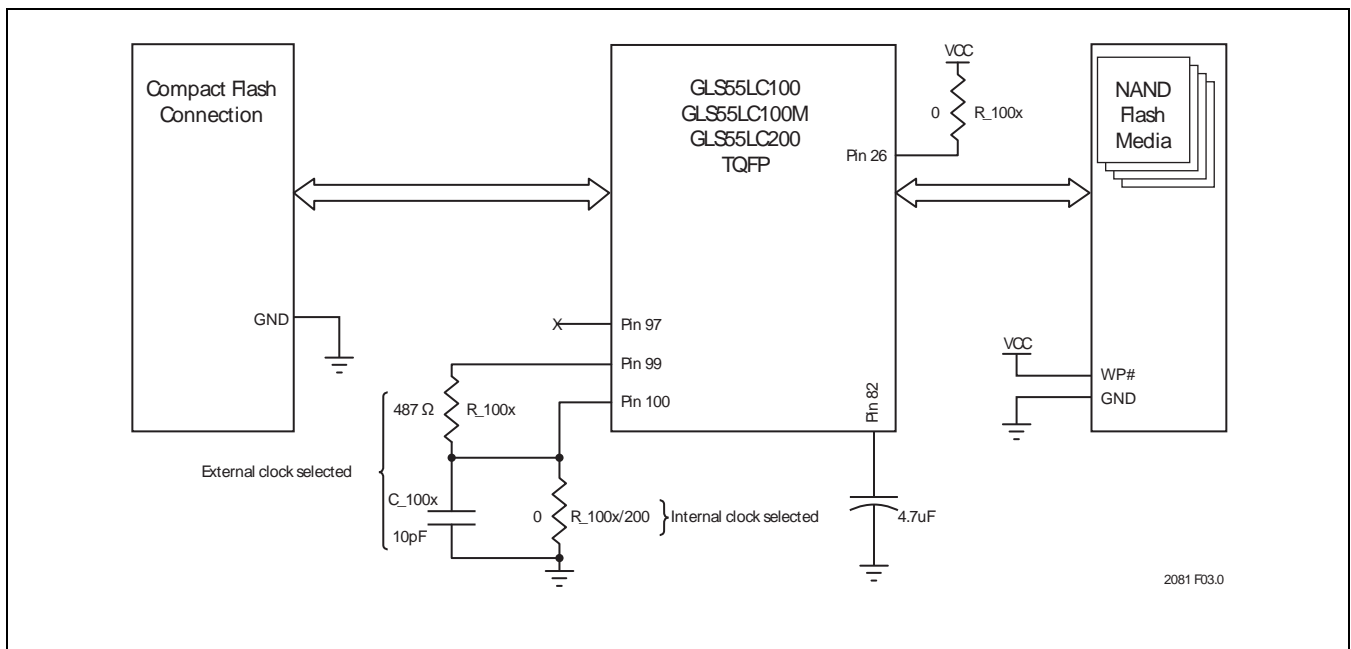 Compact Flash
Connection
GND
GLS55LC100
GLS55LC100M
GLS55LC200
TQFP
Pin 26
Pin 97
Pin 99
Pin 100
Pin 82
VCC
0
R_100x
NAND
Flash
Media
VCC
WP#
GND
487 Ω
R_100x
External clock selected
C_100x
10pF
0
R_100x/200
Internal clock selected
4.7uF
2081 F03.0